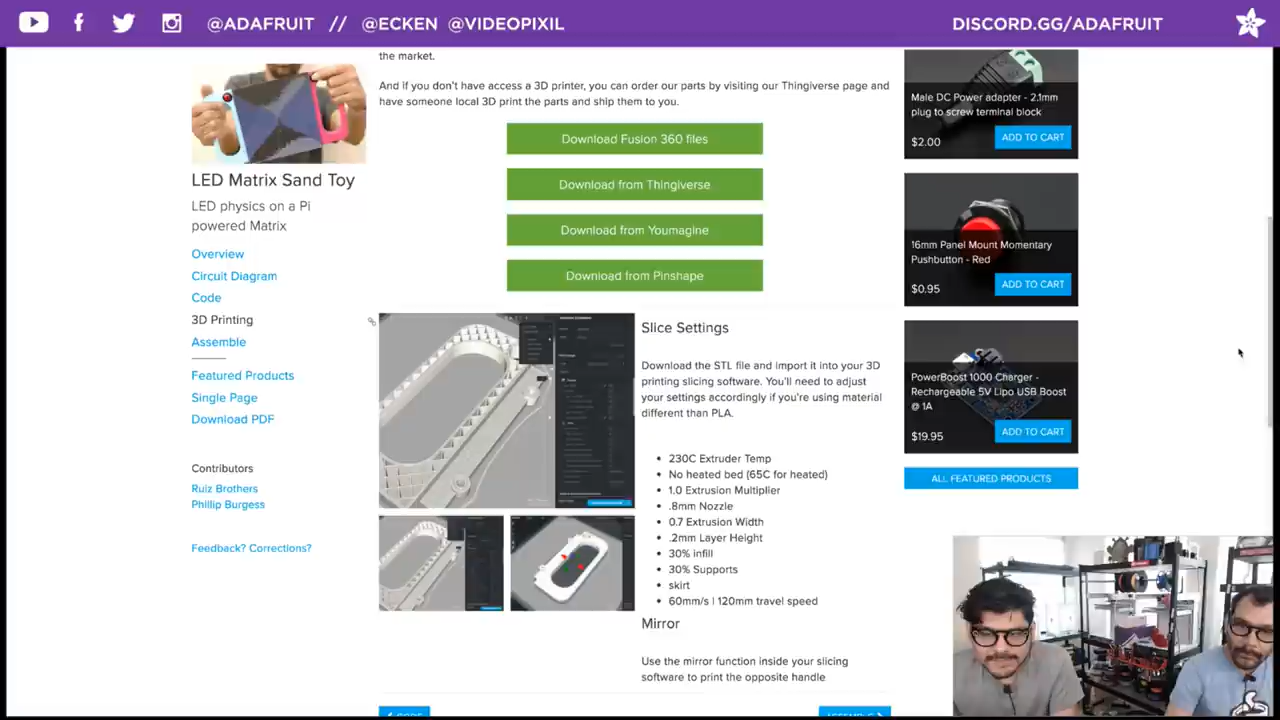 @ADAFRUIT // @ECKEN @VIDEOPIXIL
DISCORD.GG/ADAFRUIT
LED Matrix Sand Toy
LED physics on a Pi
powered Matrix
Overview
Circuit Diagram
Code
3D Printing
Assemble
Featured Products
Single Page
Download PDF
Contributors
Ruiz Brothers
Phillip Burgess
Feedback? Corrections?
the market.
And if you don't have access a 3D printer, you can order our parts by visiting our Thingiverse page and
have someone local 3D print the parts and ship them to you.
Download Fusion 360 files
Download from Thingiverse
Download from Youmagine
Download from Pinshape
Slice Settings
Download the STL file and import it into your 3D
printing slicing software. You'll need to adjust
your settings accordingly if you're using material
different than PLA.
230C Extruder Temp
No heated bed (65C for heated)
1.0 Extrusion Multiplier
.8mm Nozzle
0.7 Extrusion Width
.2mm Layer Height
30% infill
30% Supports
skirt
60mm/s | 120mm travel speed
Mirror
Use the mirror function inside your slicing
software to print the opposite handle
Male DC Power adapter - 2.1mm
plug to screw terminal block
$2.00
ADD TO CART
16mm Panel Mount Momentary
Pushbutton - Red
$0.95
ADD TO CART
PowerBoost 1000 Charger -
Rechargeable 5V Lipo USB Boost
@ 1A
$19.95
ADD TO CART
ALL FEATURED PRODUCTS